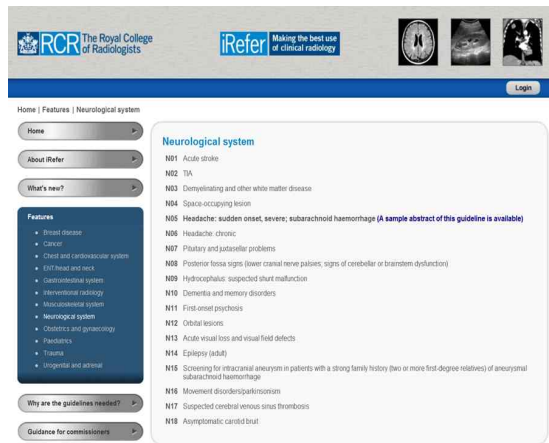 RCR The Royal College of Radiologists
iRefer Making the best use of clinical radiology
Login
Home | Features | Neurological system
Home
About iRefer
What's new?
Features
Breast disease
Cancer
Chest and cardiovascular system
ENT/head and neck
Gastrointestinal system
Interventional radiology
Musculoskeletal system
Neurological system
Obstetrics and gynaecology
Paediatrics
Trauma
Urogenital and adrenal
Why are the guidelines needed?
Guidance for commissioners
Neurological system
N01 Acute stroke
N02 TIA
N03 Demyelinating and other white matter disease
N04 Space-occupying lesion
N05 Headache: sudden onset, severe; subarachnoid haemorrhage (A sample abstract of this guideline is available)
N06 Headache: chronic
N07 Pituitary and juxtasellar problems
N08 Posterior fossa signs (lower cranial nerve palsies; signs of cerebellar or brainstem dysfunction)
N09 Hydrocephalus: suspected shunt malfunction
N10 Dementia and memory disorders
N11 First-onset psychosis
N12 Orbital lesions
N13 Acute visual loss and visual field defects
N14 Epilepsy (adult)
N15 Screening for intracranial aneurysm in patients with a strong family history (two or more first-degree relatives) of aneurysmal
subarachnoid haemorrhage
N16 Movement disorders/parkinsonism
N17 Suspected cerebral venous sinus thrombosis
N18 Asymptomatic carotid bruit